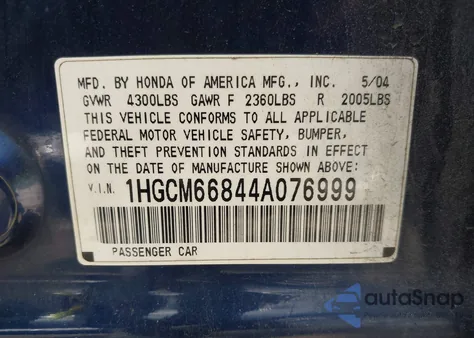 MFD. BY HONDA OF AMERICA MFG., INC. 5/04
GVWR 4300LBS GAWR F 2360LBS R 2005LBS
THIS VEHICLE CONFORMS TO ALL APPLICABLE
FEDERAL MOTOR VEHICLE SAFETY, BUMPER,
AND THEFT PREVENTION STANDARDS IN EFFECT
ON THE DATE OF MANUFACTURE SHOWN ABOVE:
V.I.N. 1HGCM66844A076999
PASSENGER CAR
autoSnap